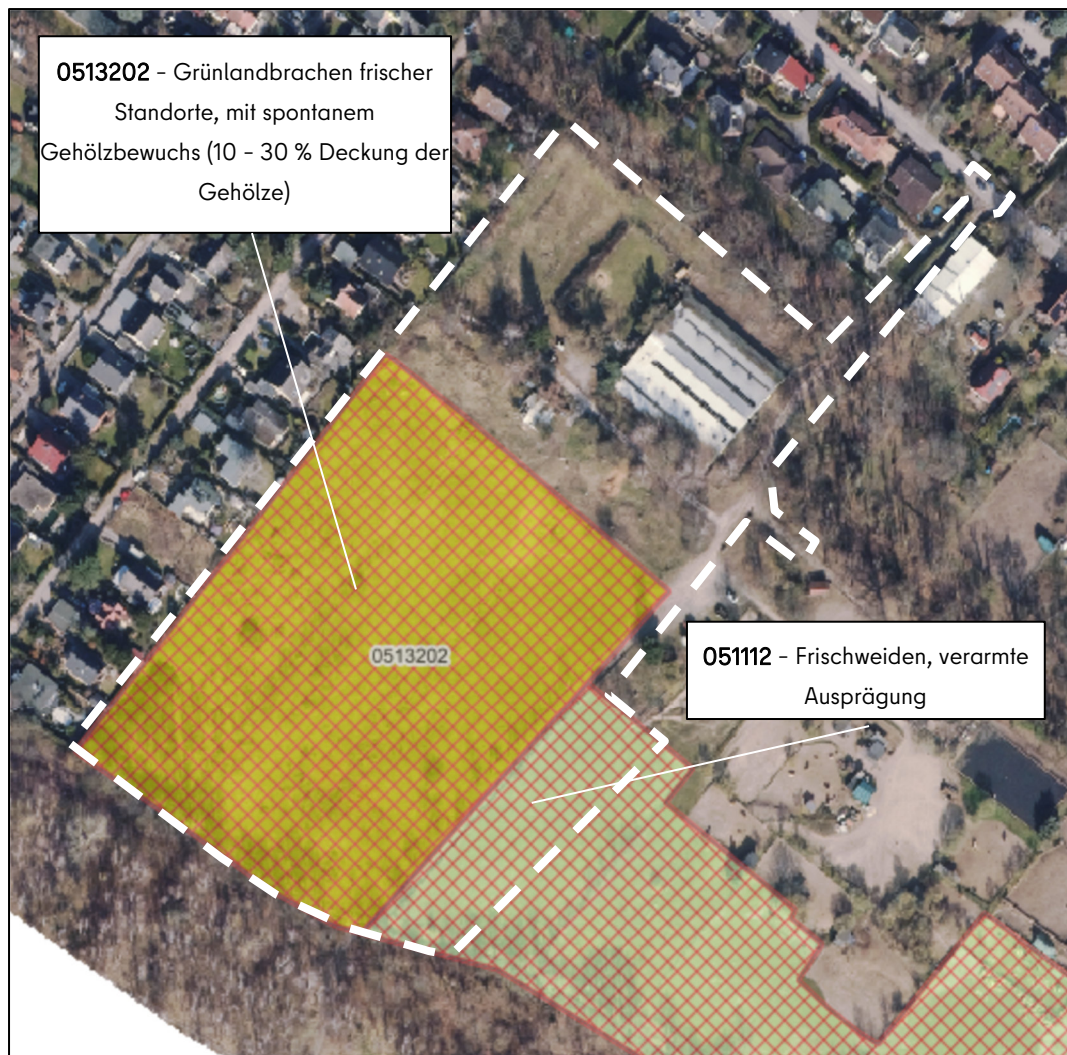 0513202 - Grünlandbrachen frischer
Standorte, mit spontanem
Gehölzbewuchs (10 - 30 % Deckung der
Gehölze)
0513202
051112 - Frischweiden, verarmte
Ausprägung